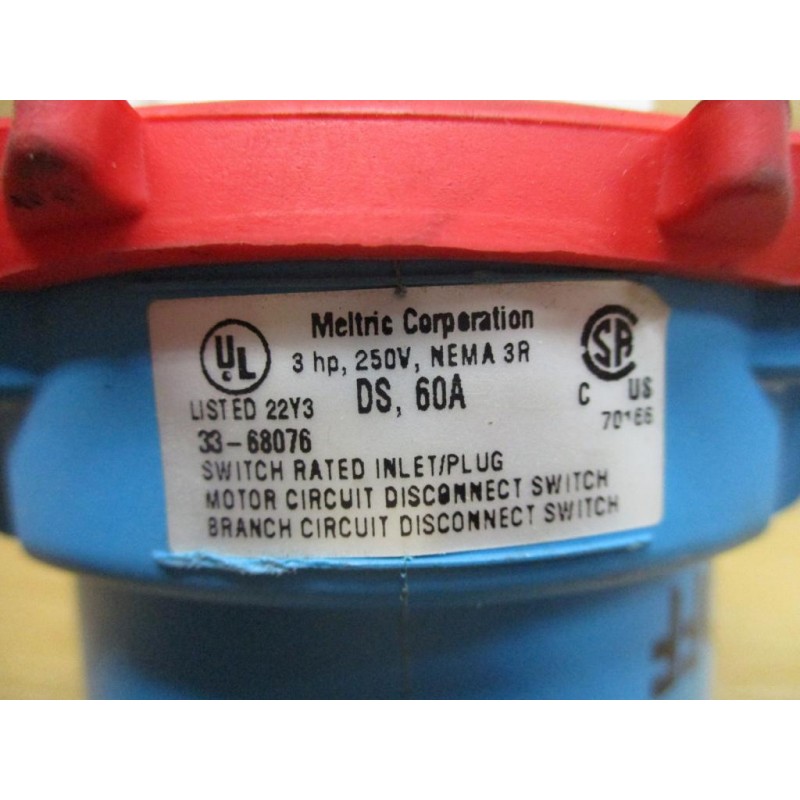 Meltric Corporation
UL
c
3 hp, 250V, NEMA 3R
SA
C US
LISTED 22Y3
DS, 60A
33-68076
SWITCH RATED INLET/PLUG
MOTOR CIRCUIT DISCONNECT SWITCH
BRANCH CIRCUIT DISCONNECT SWITCH